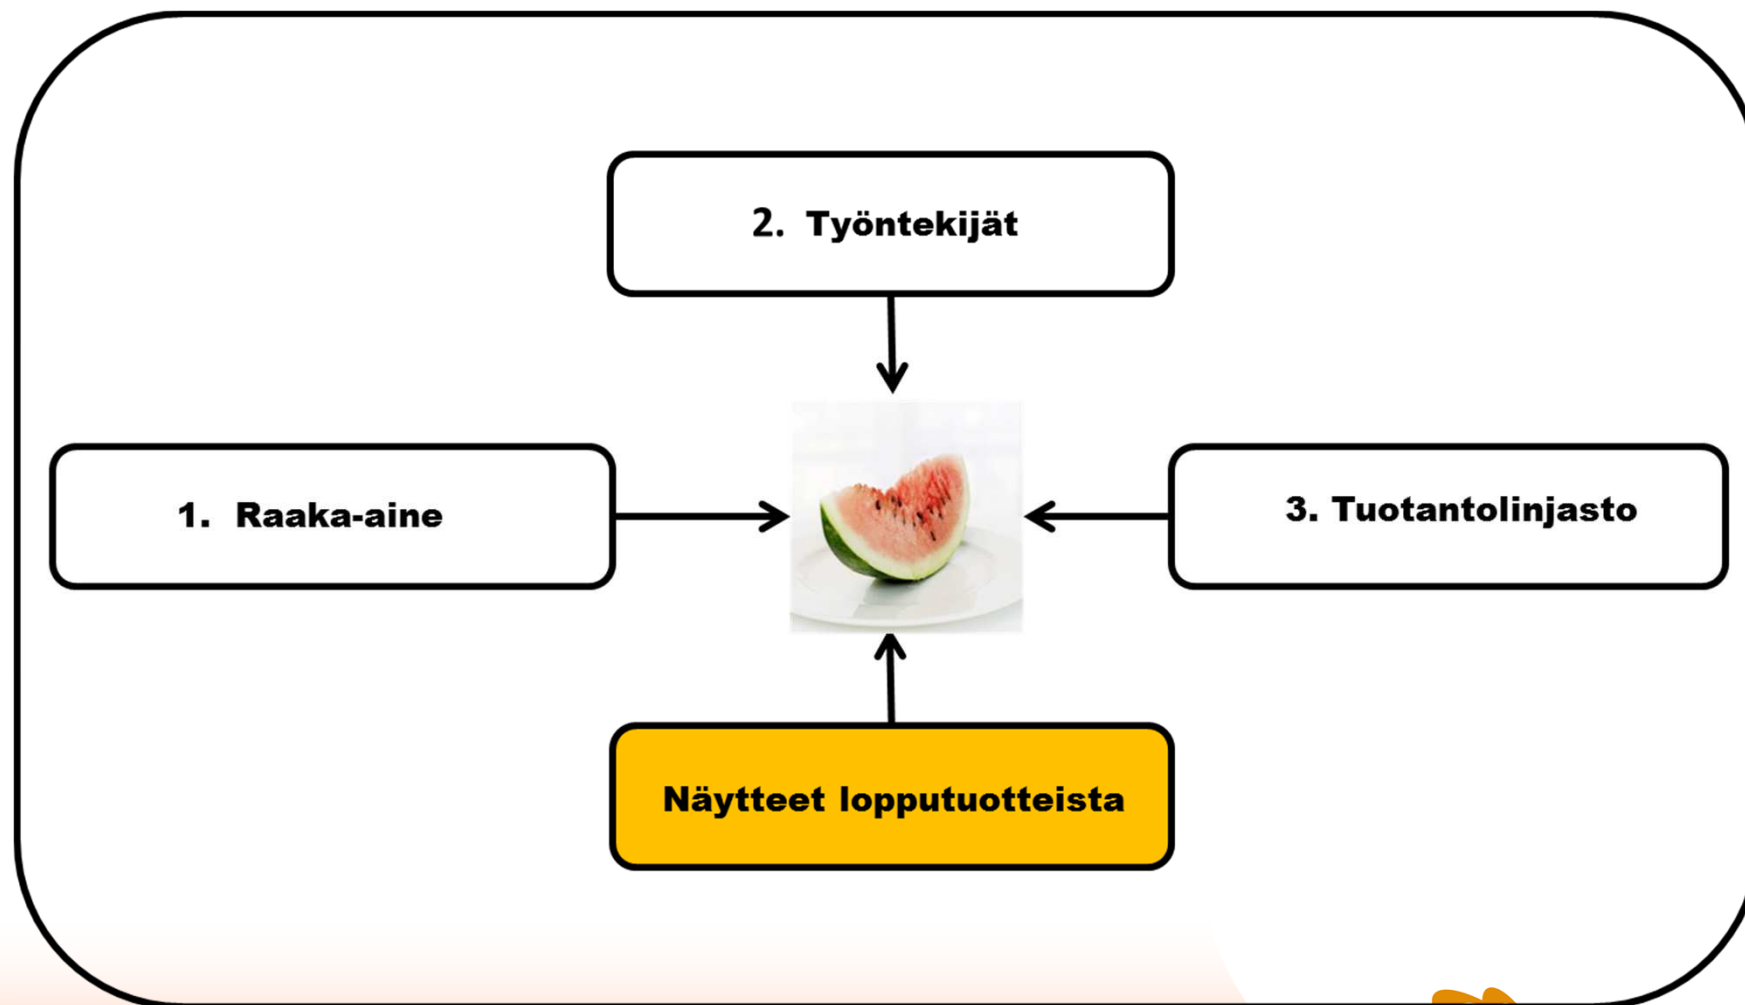 2. Työntekijät
1. Raaka-aine
3. Tuotantolinjasto
Näytteet lopputuotteista